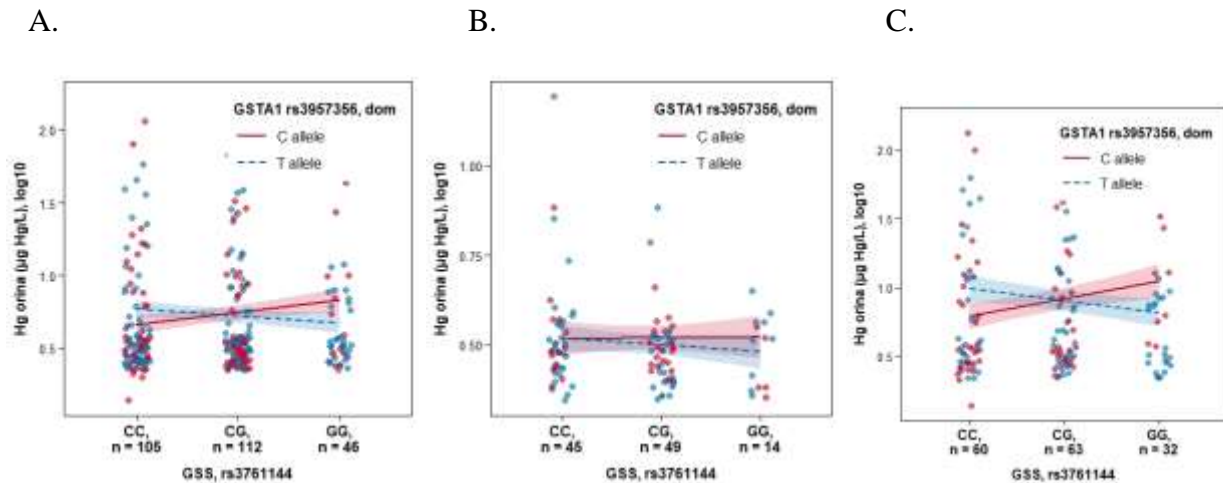 A.
B.
C.
GSTA1 rs3957356, dom
C allele
T allele
Hg orina (µg Hg/L), log10
2.0
1.5
1.0
0.5
CC,
n = 105
CG,
n = 112
GG,
n = 46
GSS, rs3761144
GSTA1 rs3957356, dom
C allele
T allele
Hg orina (µg Hg/L), log10
1.00
0.75
0.50
CC,
n = 45
CG,
n = 49
GG,
n = 14
GSS, rs3761144
GSTA1 rs3957356, dom
C allele
T allele
Hg orina (µg Hg/L), log10
2.0
1.5
1.0
0.5
CC,
n = 60
CG,
n = 63
GG,
n = 32
GSS, rs3761144